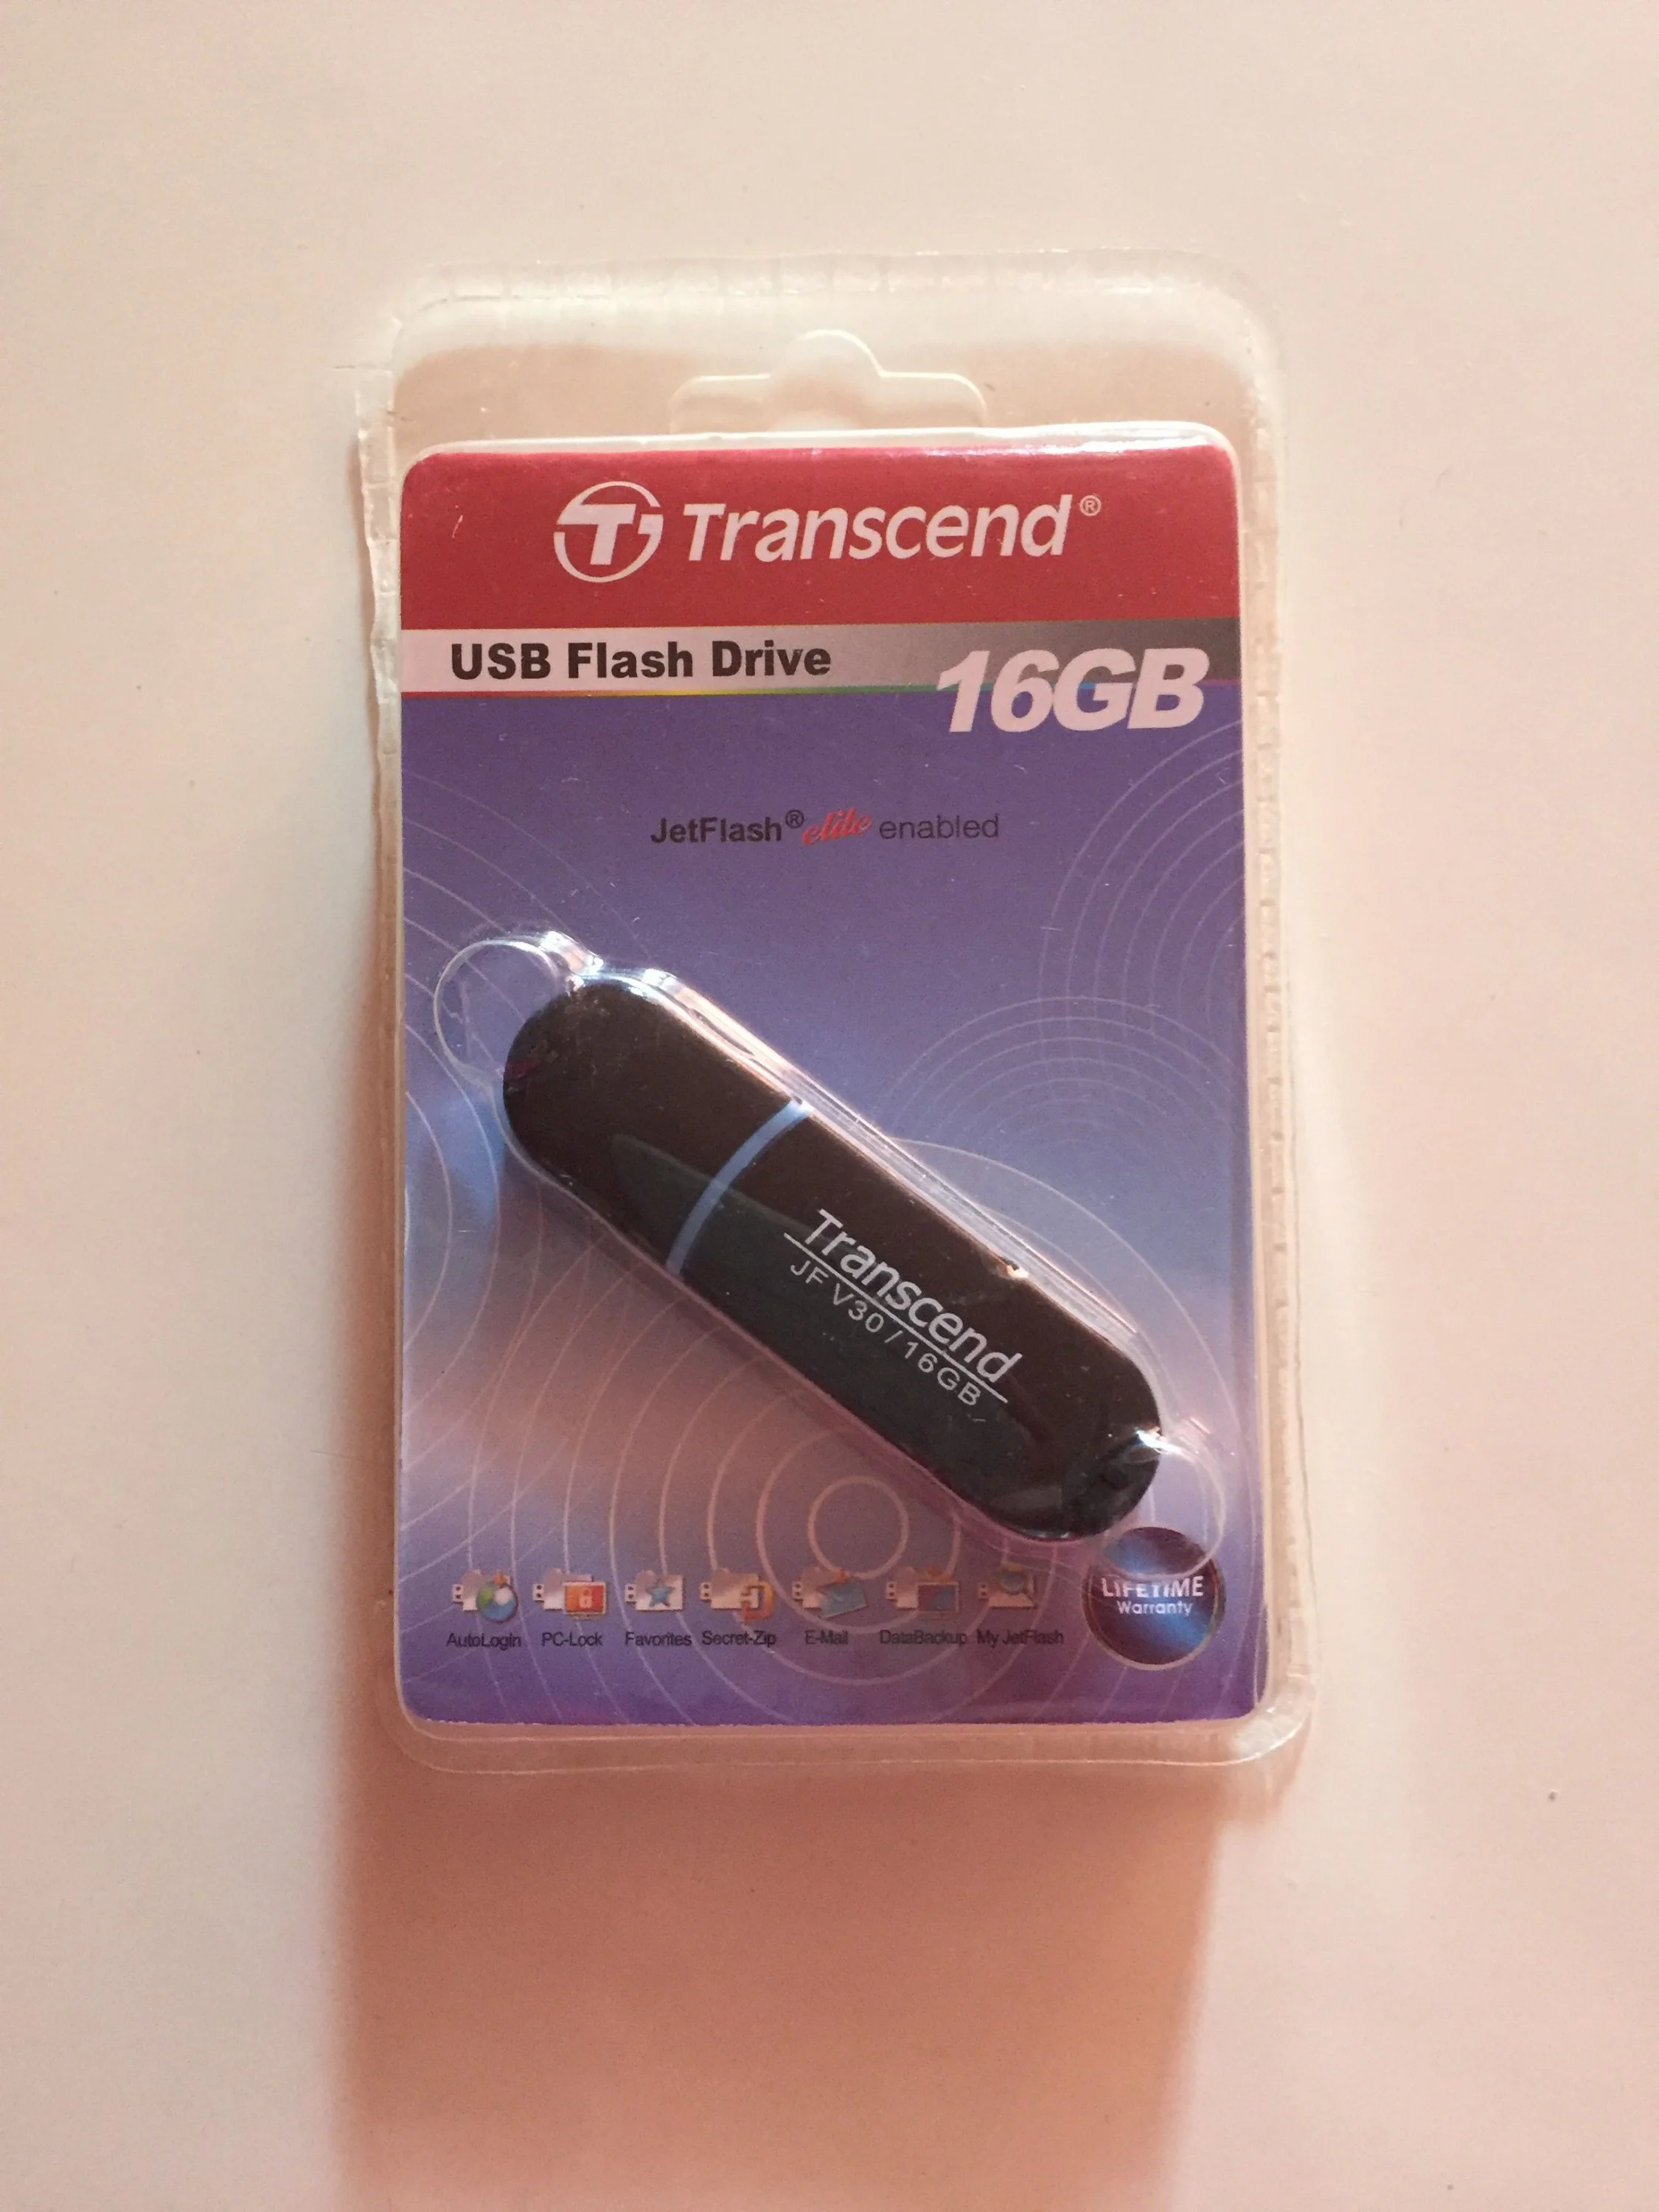 Transcend®
USB Flash Drive
16GB
JetFlash® elite enabled
Transcend
JF V30 / 16GB
AutoLogin PC-Lock Favorites Secret-Zip E-Mail DataBackup My JetFlash
LIFETIME
Warranty